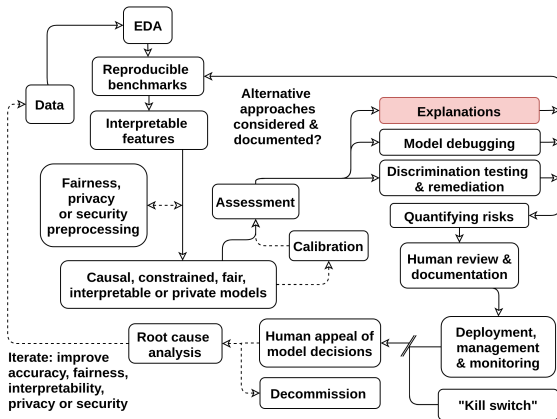 EDA
Reproducible
benchmarks
Data
Interpretable
features
Alternative
approaches
considered &
documented?
Explanations
Model debugging
Discrimination testing
& remediation
Fairness,
privacy
or security
preprocessing
Assessment
Quantifying risks
Calibration
Human review &
documentation
Causal, constrained, fair,
interpretable or private models
Root cause
analysis
Human appeal of
model decisions
Deployment,
management
& monitoring
Iterate: improve
accuracy, fairness,
interpretability,
privacy or security
Decommission
"Kill switch"